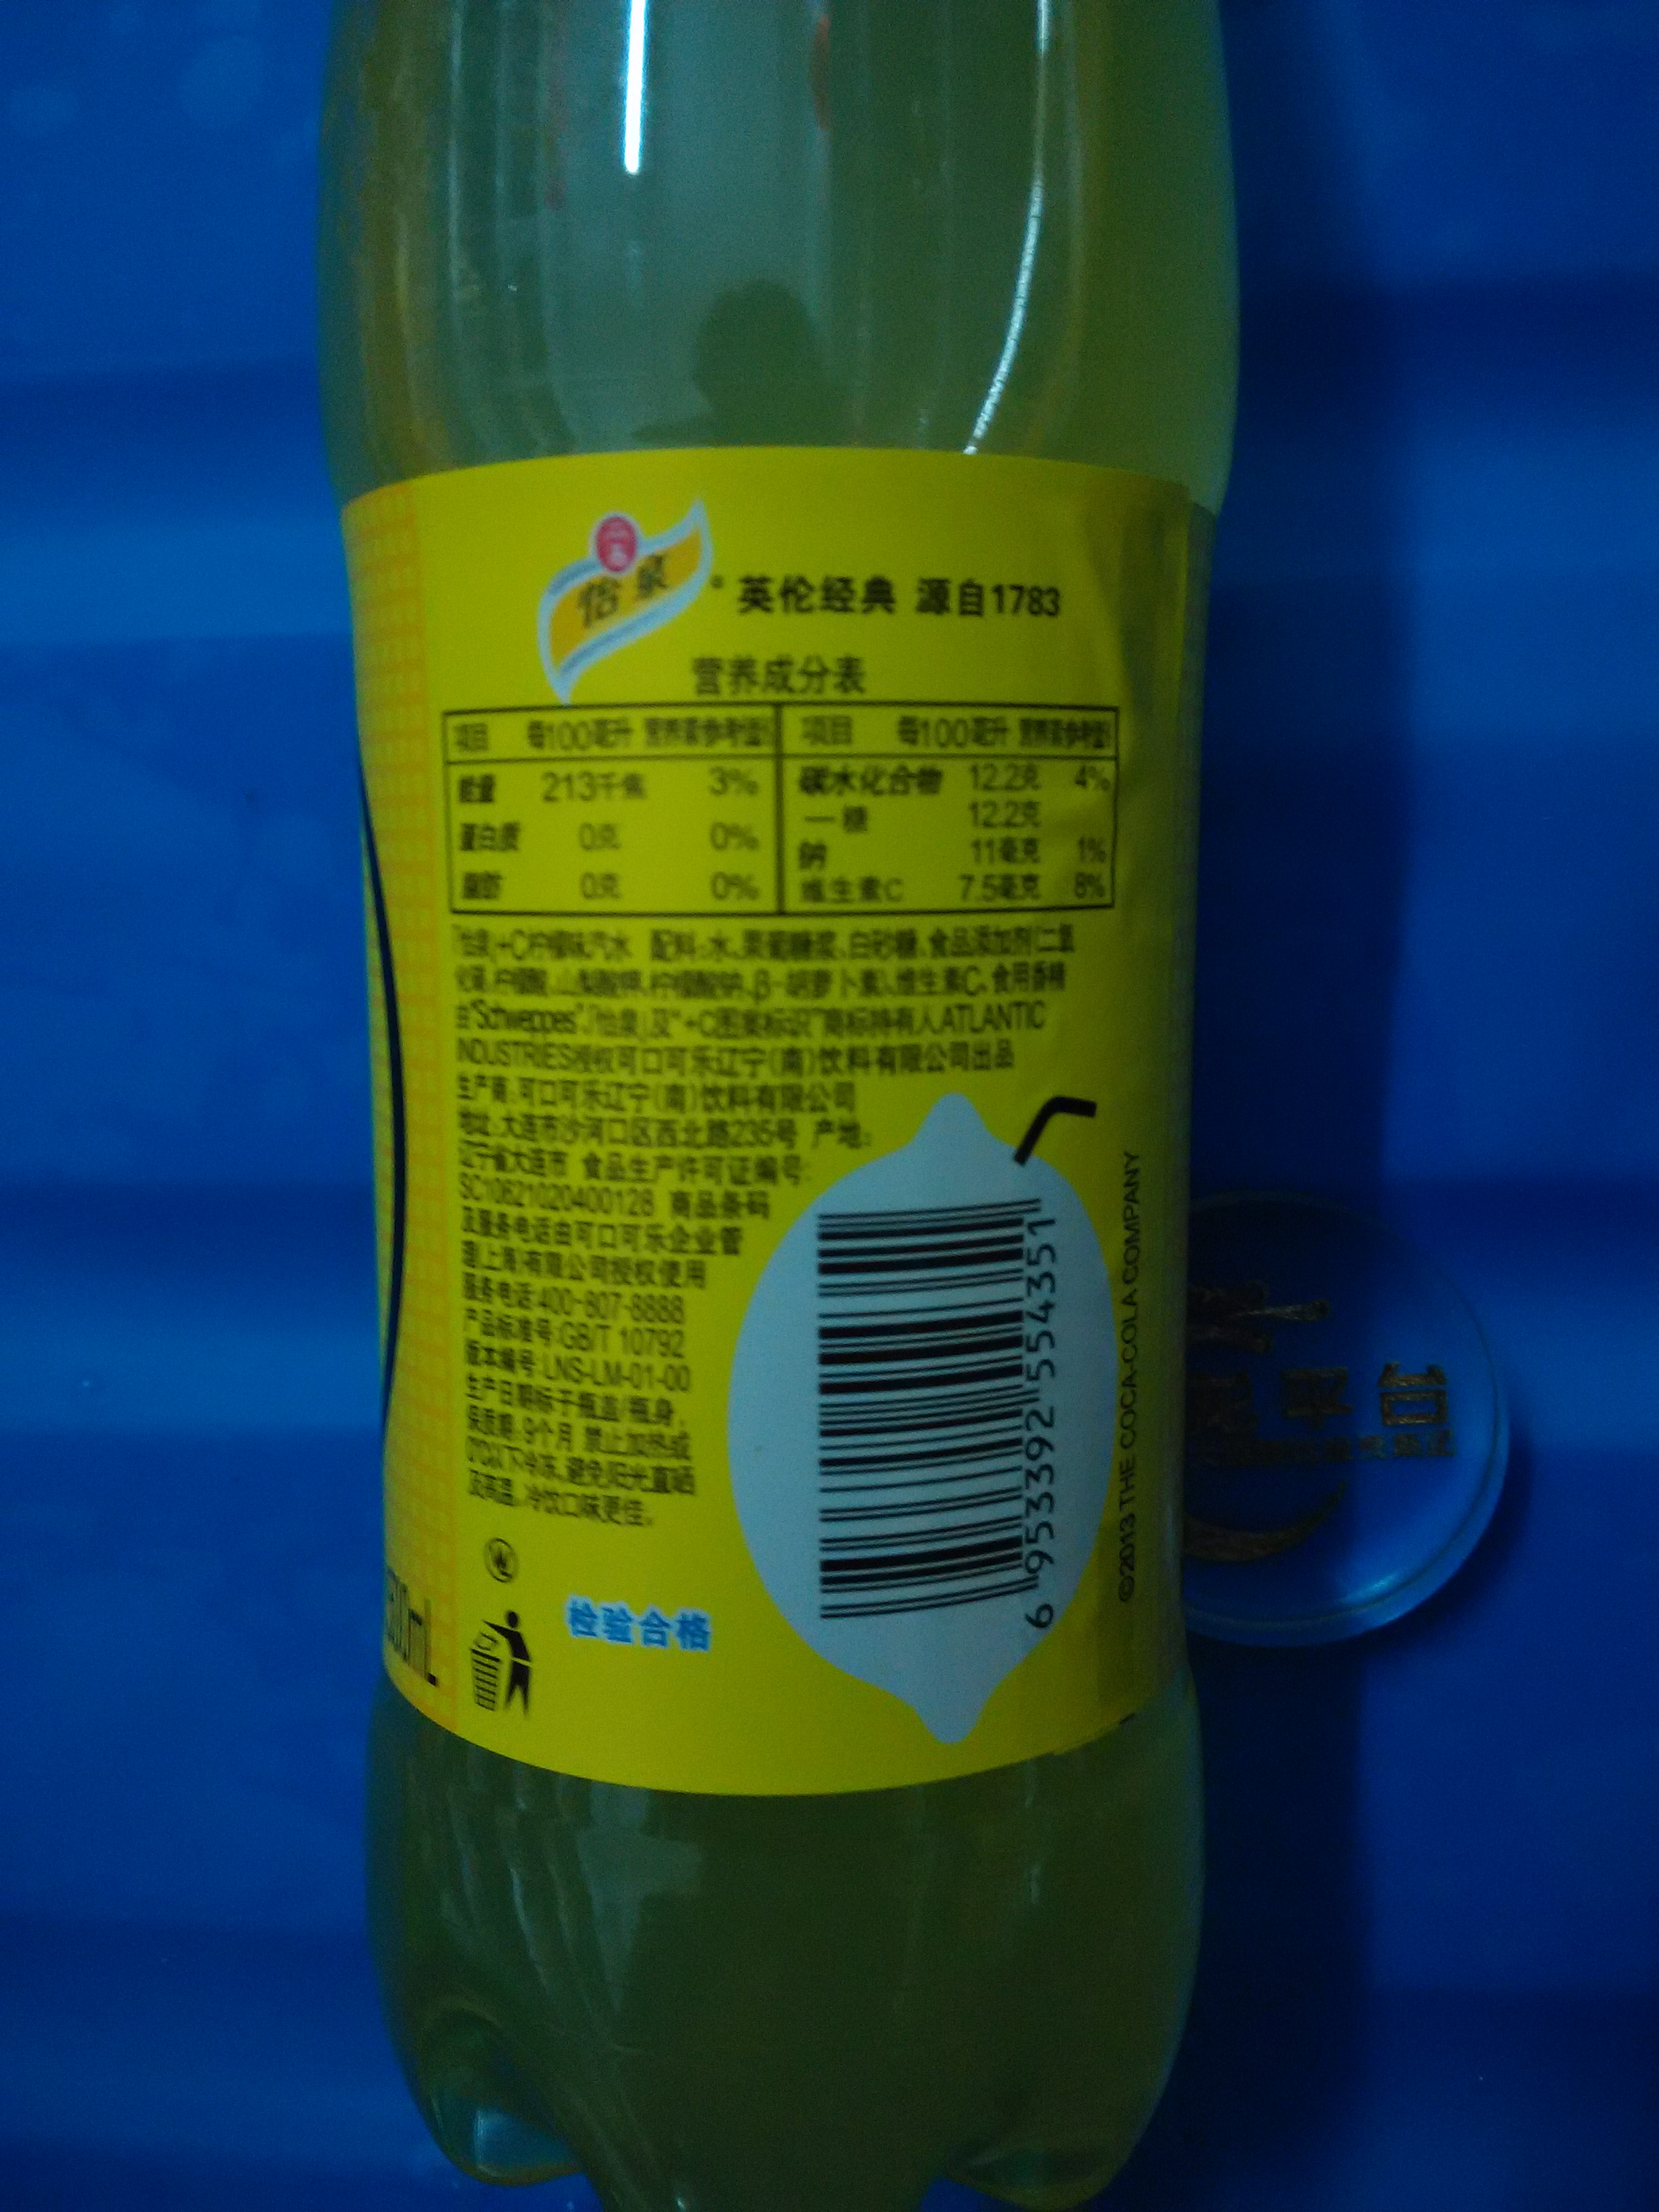 怡泉
英伦经典 源自1783
营养成分表
项目 每100毫升 营养素参考值% 项目 每100毫升 营养素参考值%
能量 213千焦 3% 碳水化合物 12.2克 4%
一糖 12.2克
蛋白质 0克 0% 钠 11毫克 1%
脂肪 0克 0% 维生素C 7.5毫克 8%
「怡泉」+C柠檬味汽水 配料:水、果葡糖浆、白砂糖、食品添加剂(二氧
化碳、柠檬酸、山梨酸钾、柠檬酸钠、β-胡萝卜素)、维生素C、食用香精
由"Schweppes"、「怡泉」及"+C图案标识"商标持有人ATLANTIC
INDUSTRIES授权可口可乐辽宁(南)饮料有限公司出品
生产商:可口可乐辽宁(南)饮料有限公司
地址:大连市沙河口区西北路235号 产地:
辽宁省大连市 食品生产许可证编号:
SC10621020400128 商品条码
及服务电话由可口可乐企业管
理(上海)有限公司授权使用
服务电话:400-607-8888
产品标准号:GB/T 10792
版本编号:LNS-LM-01-00
生产日期标于瓶盖/瓶身。
保质期:9个月 禁止加热或
0℃以下冷冻、避免阳光直晒
及高温。冷饮口味更佳。
检验合格
6 953392 554351
©2013 THE COCA-COLA COMPANY
mL
平台